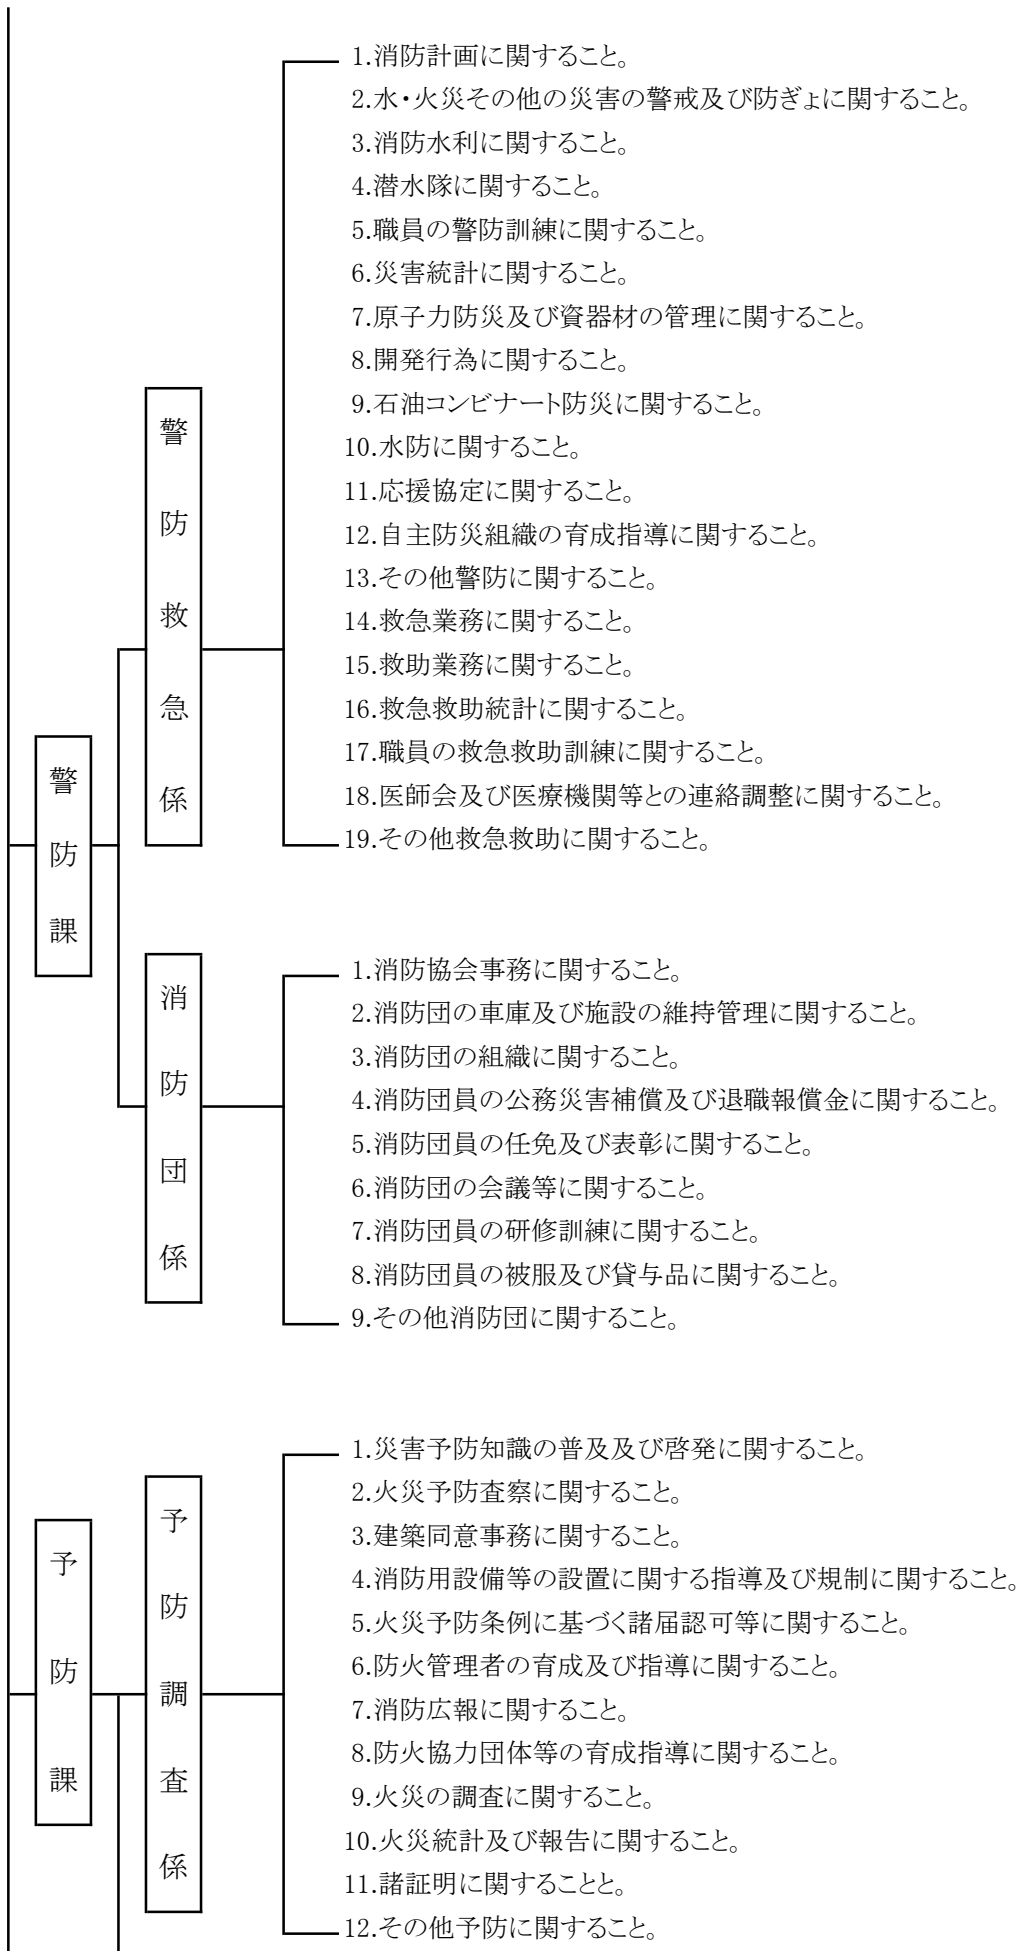 警防課
警防救急係
1.消防計画に関すること。
2.水・火災その他の災害の警戒及び防ぎょに関すること。
3.消防水利に関すること。
4.潜水隊に関すること。
5.職員の警防訓練に関すること。
6.災害統計に関すること。
7.原子力防災及び資器材の管理に関すること。
8.開発行為に関すること。
9.石油コンビナート防災に関すること。
10.水防に関すること。
11.応援協定に関すること。
12.自主防災組織の育成指導に関すること。
13.その他警防に関すること。
14.救急業務に関すること。
15.救助業務に関すること。
16.救急救助統計に関すること。
17.職員の救急救助訓練に関すること。
18.医師会及び医療機関等との連絡調整に関すること。
19.その他救急救助に関すること。
消防団係
1.消防協会事務に関すること。
2.消防団の車庫及び施設の維持管理に関すること。
3.消防団の組織に関すること。
4.消防団員の公務災害補償及び退職報償金に関すること。
5.消防団員の任免及び表彰に関すること。
6.消防団の会議等に関すること。
7.消防団員の研修訓練に関すること。
8.消防団員の被服及び貸与品に関すること。
9.その他消防団に関すること。
予防課
予防調査係
1.災害予防知識の普及及び啓発に関すること。
2.火災予防査察に関すること。
3.建築同意事務に関すること。
4.消防用設備等の設置に関する指導及び規制に関すること。
5.火災予防条例に基づく諸届認可等に関すること。
6.防火管理者の育成及び指導に関すること。
7.消防広報に関すること。
8.防火協力団体等の育成指導に関すること。
9.火災の調査に関すること。
10.火災統計及び報告に関すること。
11.諸証明に関することと。
12.その他予防に関すること。